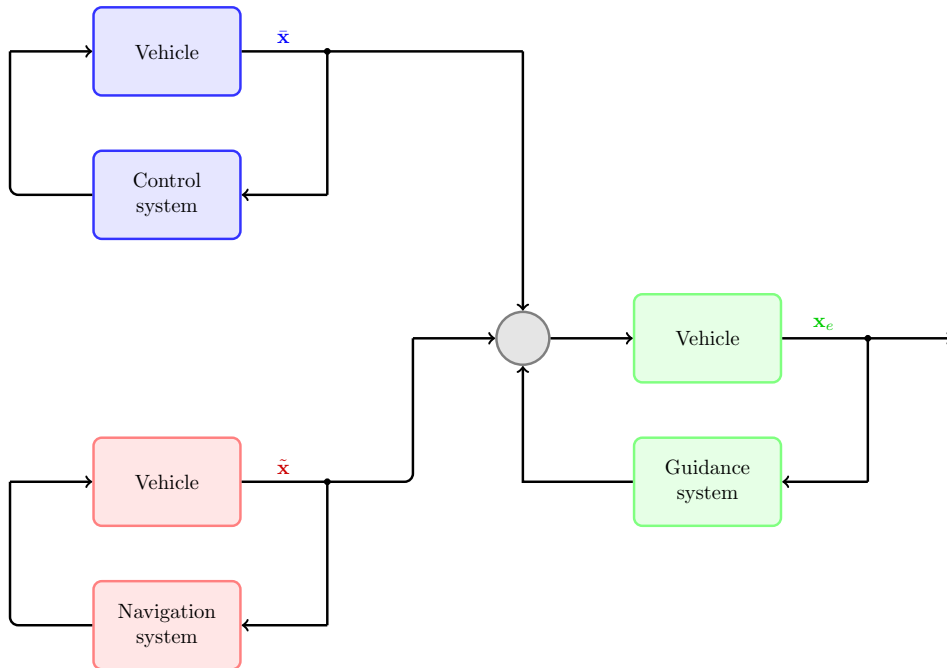 Vehicle
x̄
Control
system
Vehicle
x_e
Vehicle
x̃
Guidance
system
Navigation
system